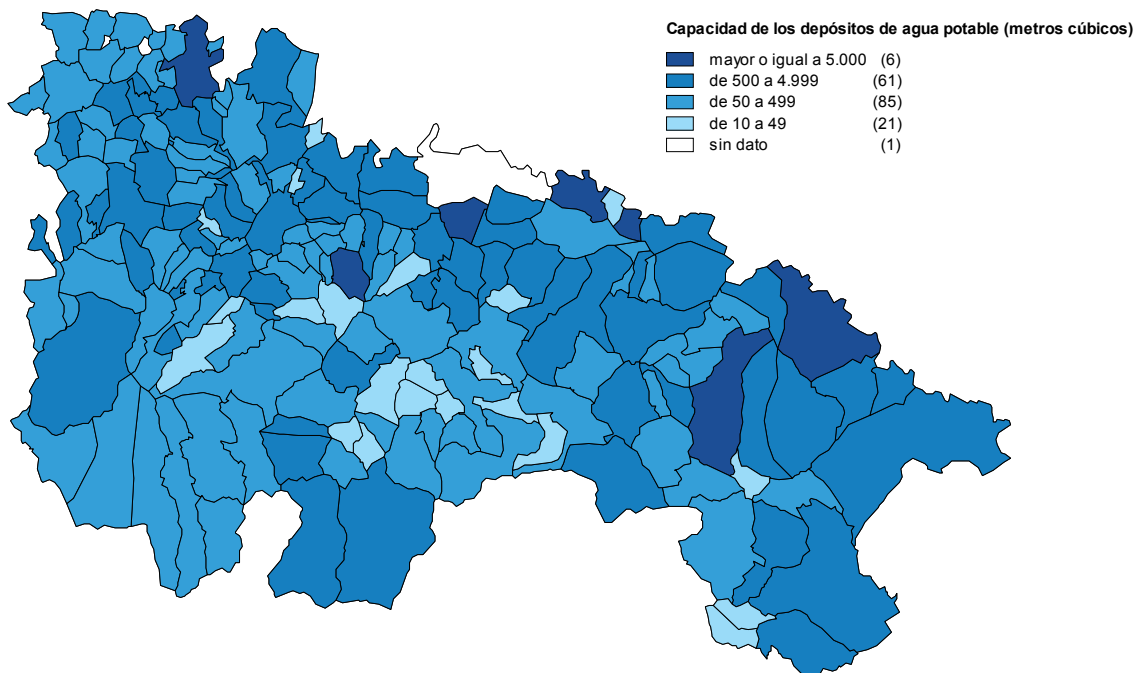 Capacidad de los depósitos de agua potable (metros cúbicos)
mayor o igual a 5.000 (6)
de 500 a 4.999 (61)
de 50 a 499 (85)
de 10 a 49 (21)
sin dato (1)